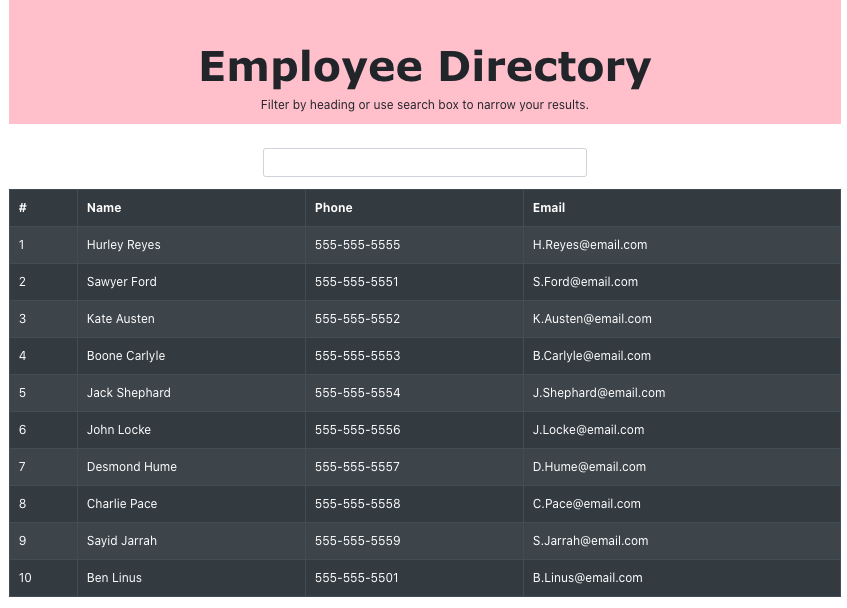 Employee Directory
Filter by heading or use search box to narrow your results.
# Name Phone Email
1 Hurley Reyes 555-555-5555 H.Reyes@email.com
2 Sawyer Ford 555-555-5551 S.Ford@email.com
3 Kate Austen 555-555-5552 K.Austen@email.com
4 Boone Carlyle 555-555-5553 B.Carlyle@email.com
5 Jack Shephard 555-555-5554 J.Shephard@email.com
6 John Locke 555-555-5556 J.Locke@email.com
7 Desmond Hume 555-555-5557 D.Hume@email.com
8 Charlie Pace 555-555-5558 C.Pace@email.com
9 Sayid Jarrah 555-555-5559 S.Jarrah@email.com
10 Ben Linus 555-555-5501 B.Linus@email.com